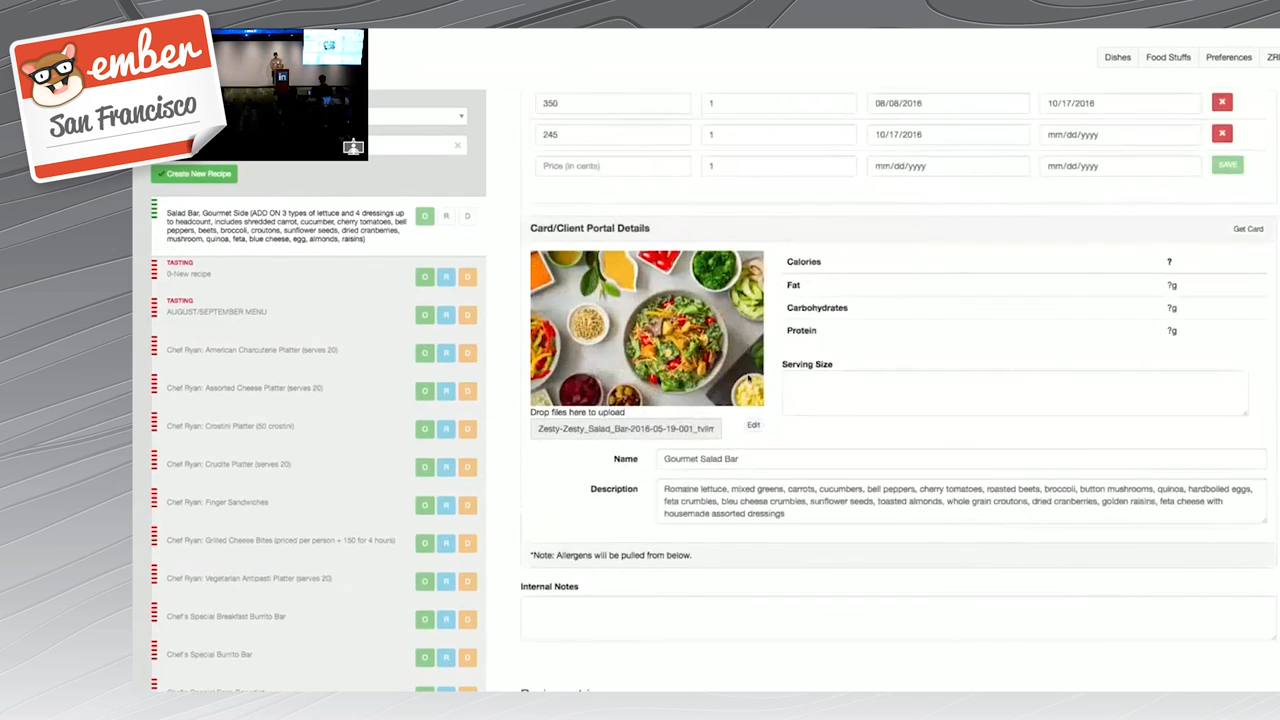 ember
San Francisco
in
Dishes
Food Stuffs
Preferences
350
1
08/08/2016
10/17/2016
245
1
10/17/2016
mm/dd/yyyy
Price (in cents)
1
mm/dd/yyyy
mm/dd/yyyy
SAVE
Create New Recipe
Salad Bar, Gourmet Side (ADD ON 3 types of lettuce and 4 dressings up
to headcount, includes shredded carrot, cucumber, cherry tomatoes, bell
peppers, beets, broccoli, croutons, sunflower seeds, dried cranberries,
mushroom, quinoa, feta, blue cheese, egg, almonds, raisins)
O R D
TASTING
0-New recipe
O R D
TASTING
AUGUST/SEPTEMBER MENU
O R D
Chef Ryan: American Charcuterie Platter (serves 20)
O R D
Chef Ryan: Assorted Cheese Platter (serves 20)
O R D
Chef Ryan: Crostini Platter (50 crostini)
O R D
Chef Ryan: Crudite Platter (serves 20)
O R D
Chef Ryan: Finger Sandwiches
O R D
Chef Ryan: Grilled Cheese Bites (priced per person + 150 for 4 hours)
O R D
Chef Ryan: Vegetarian Antipasti Platter (serves 20)
O R D
Chef's Special Breakfast Burrito Bar
O R D
Chef's Special Burrito Bar
O R D
Card/Client Portal Details
Get Card
Calories ?
Fat ?g
Carbohydrates ?g
Protein ?g
Serving Size
Drop files here to upload
Zesty-Zesty_Salad_Bar-2016-05-19-001_tvlim
Edit
Name
Gourmet Salad Bar
Description
Romaine lettuce, mixed greens, carrots, cucumbers, bell peppers, cherry tomatoes, roasted beets, broccoli, button mushrooms, quinoa, hardboiled eggs,
feta crumbles, bleu cheese crumbles, sunflower seeds, toasted almonds, whole grain croutons, dried cranberries, golden raisins, feta cheese with
housemade assorted dressings
*Note: Allergens will be pulled from below.
Internal Notes